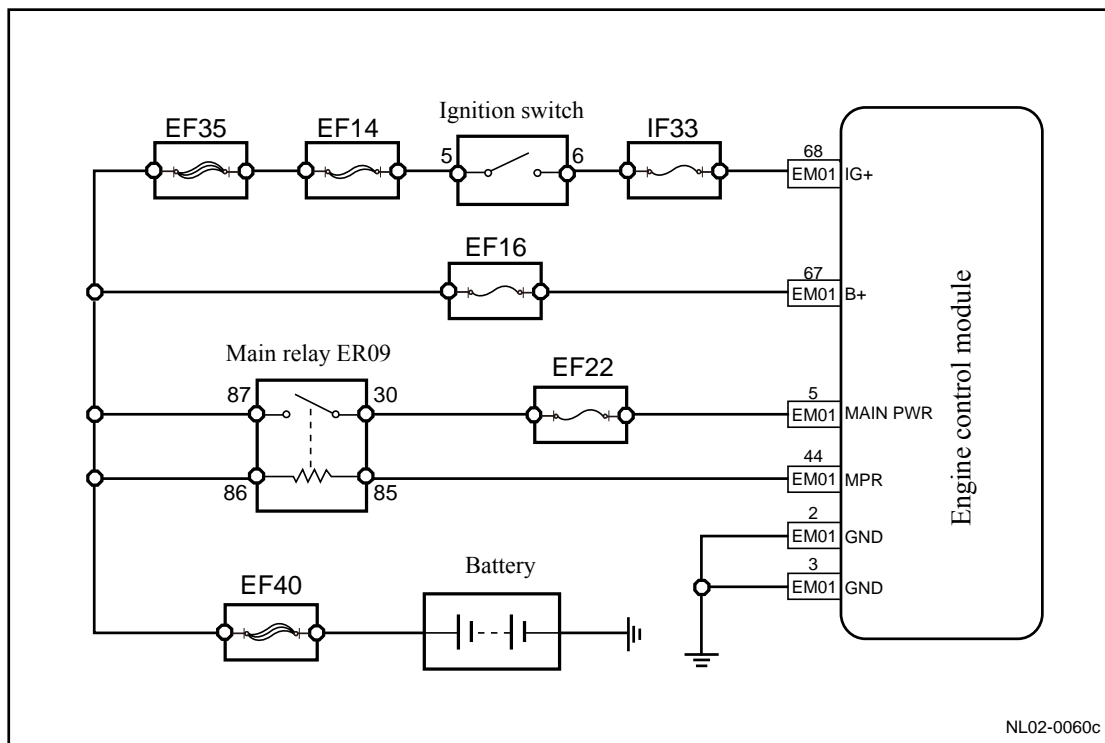 Ignition switch
EF35
EF14
5
6
IF33
68
EM01
IG+
EF16
67
EM01
B+
Main relay ER09
87
30
EF22
5
EM01
MAIN PWR
86
85
44
EM01
MPR
2
EM01
GND
3
EM01
GND
Engine control module
EF40
Battery
NL02-0060c